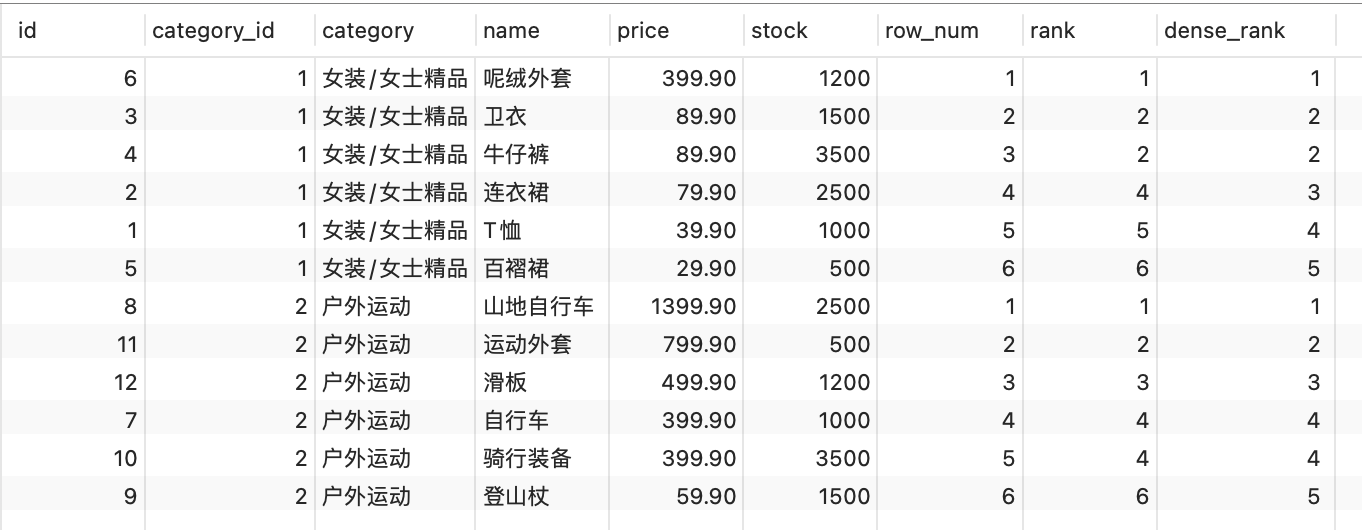 id category_id category name price stock row_num rank dense_rank
6 1 女装/女士精品 呢绒外套 399.90 1200 1 1 1
3 1 女装/女士精品 卫衣 89.90 1500 2 2 2
4 1 女装/女士精品 牛仔裤 89.90 3500 3 2 2
2 1 女装/女士精品 连衣裙 79.90 2500 4 4 3
1 1 女装/女士精品 T恤 39.90 1000 5 5 4
5 1 女装/女士精品 百褶裙 29.90 500 6 6 5
8 2 户外运动 山地自行车 1399.90 2500 1 1 1
11 2 户外运动 运动外套 799.90 500 2 2 2
12 2 户外运动 滑板 499.90 1200 3 3 3
7 2 户外运动 自行车 399.90 1000 4 4 4
10 2 户外运动 骑行装备 399.90 3500 5 4 4
9 2 户外运动 登山杖 59.90 1500 6 6 5